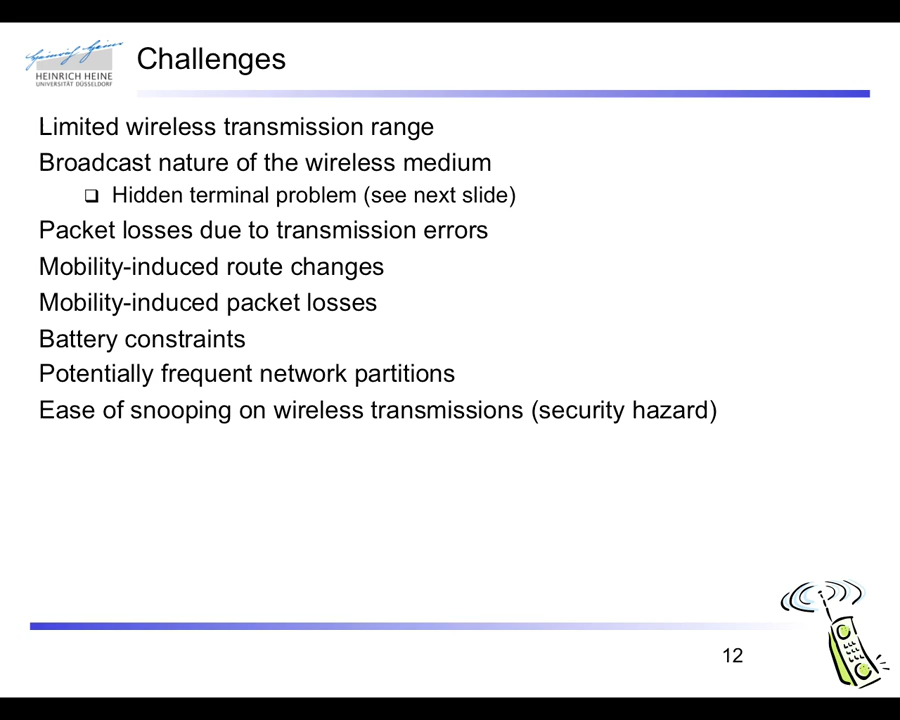 Heinrich Heine
HEINRICH HEINE
UNIVERSITÄT DÜSSELDORF
Challenges
Limited wireless transmission range
Broadcast nature of the wireless medium
❑ Hidden terminal problem (see next slide)
Packet losses due to transmission errors
Mobility-induced route changes
Mobility-induced packet losses
Battery constraints
Potentially frequent network partitions
Ease of snooping on wireless transmissions (security hazard)
12